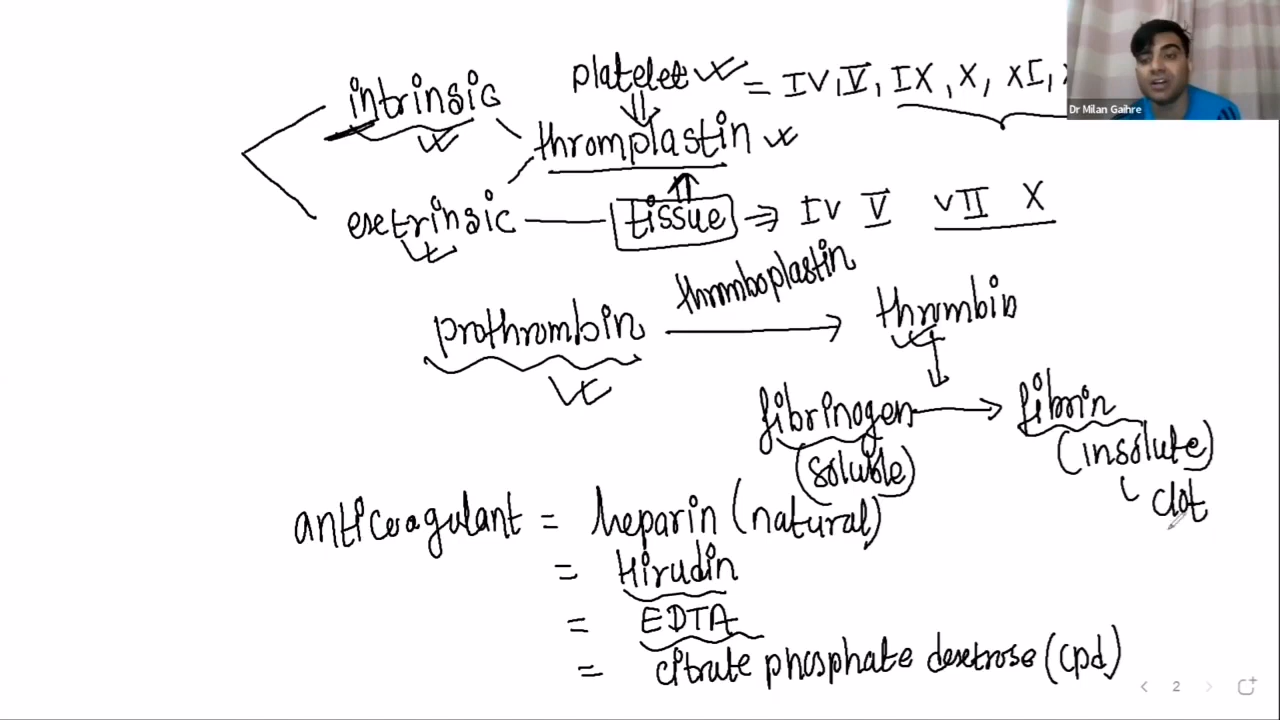 intrinsic
platelet = IV, V, IX, X, XI,
Dr Milan Gaihre
thromplastin
extrinsic tissue ⇒ IV V VII X
thromboplastin
prothrombin → thrombin
fibrinogen → fibrin
(soluble) (insolute)
clot
anticoagulant = heparin (natural)
= Hirudin
= EDTA
= citrate phosphate dextrose (cpd)
2